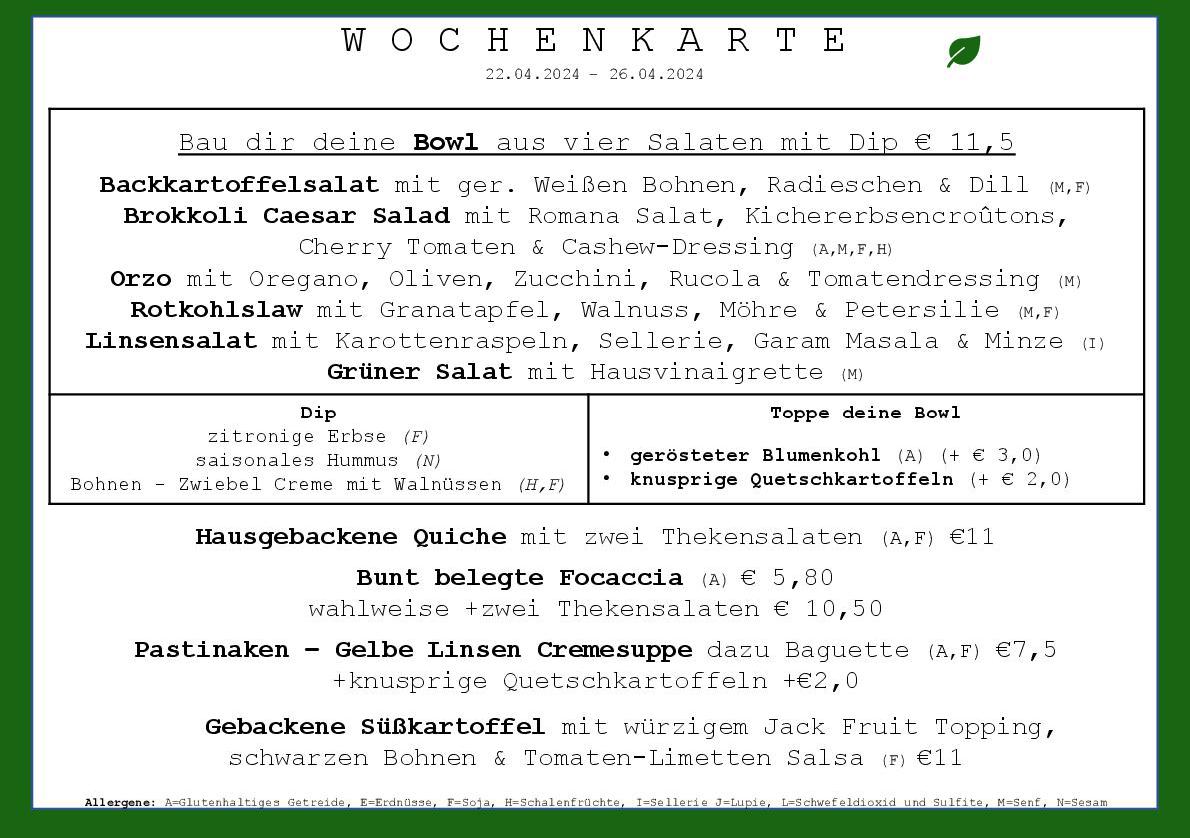 WOCHENKARTE
22.04.2024 – 26.04.2024
Bau dir deine Bowl aus vier Salaten mit Dip € 11,5
Backkartoffelsalat mit ger. Weißen Bohnen, Radieschen & Dill (M,F)
Brokkoli Caesar Salad mit Romana Salat, Kichererbsencroûtons,
Cherry Tomaten & Cashew-Dressing (A,M,F,H)
Orzo mit Oregano, Oliven, Zucchini, Rucola & Tomatendressing (M)
Rotkohlslaw mit Granatapfel, Walnuss, Möhre & Petersilie (M,F)
Linsensalat mit Karottenraspeln, Sellerie, Garam Masala & Minze (I)
Grüner Salat mit Hausvinaigrette (M)
Dip
zitronige Erbse (F)
saisonales Hummus (N)
Bohnen – Zwiebel Creme mit Walnüssen (H,F)
Toppe deine Bowl
• gerösteter Blumenkohl (A) (+ € 3,0)
• knusprige Quetschkartoffeln (+ € 2,0)
Hausgebackene Quiche mit zwei Thekensalaten (A,F) €11
Bunt belegte Focaccia (A) € 5,80
wahlweise +zwei Thekensalaten € 10,50
Pastinaken – Gelbe Linsen Cremesuppe dazu Baguette (A,F) €7,5
+knusprige Quetschkartoffeln +€2,0
Gebackene Süßkartoffel mit würzigem Jack Fruit Topping,
schwarzen Bohnen & Tomaten-Limetten Salsa (F) €11
Allergene: A=Glutenhaltiges Getreide, E=Erdnüsse, F=Soja, H=Schalenfrüchte, I=Sellerie J=Lupie, L=Schwefeldioxid und Sulfite, M=Senf, N=Sesam